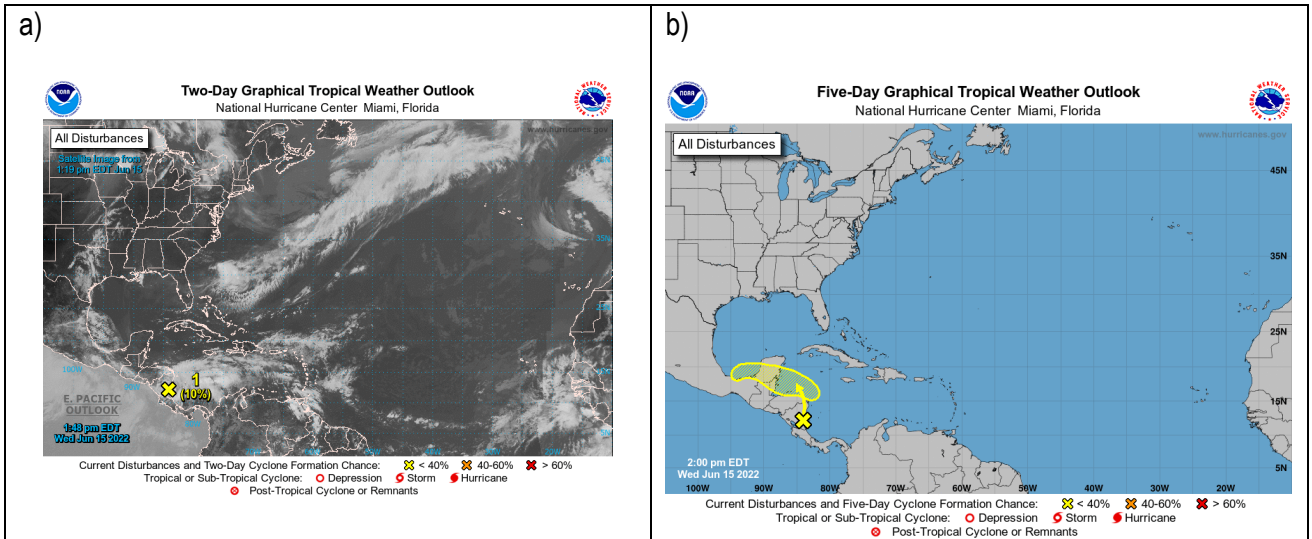 a)
Two-Day Graphical Tropical Weather Outlook
National Hurricane Center Miami, Florida
www.hurricanes.gov
All Disturbances
Satellite Image from
1:19 pm EDT Jun 15
35N
1
(10%)
100W
E. PACIFIC
OUTLOOK
1:48 pm EDT
Wed Jun 15 2022
Current Disturbances and Two-Day Cyclone Formation Chance: < 40% 40-60% > 60%
Tropical or Sub-Tropical Cyclone: Depression Storm Hurricane
Post-Tropical Cyclone or Remnants
b)
Five-Day Graphical Tropical Weather Outlook
National Hurricane Center Miami, Florida
www.hurricanes.gov
All Disturbances
45N
35N
25N
15N
5N
2:00 pm EDT
Wed Jun 15 2022
100W 90W 80W 70W 60W 50W 40W 30W 20W
Current Disturbances and Five-Day Cyclone Formation Chance: < 40% 40-60% > 60%
Tropical or Sub-Tropical Cyclone: Depression Storm Hurricane
Post-Tropical Cyclone or Remnants